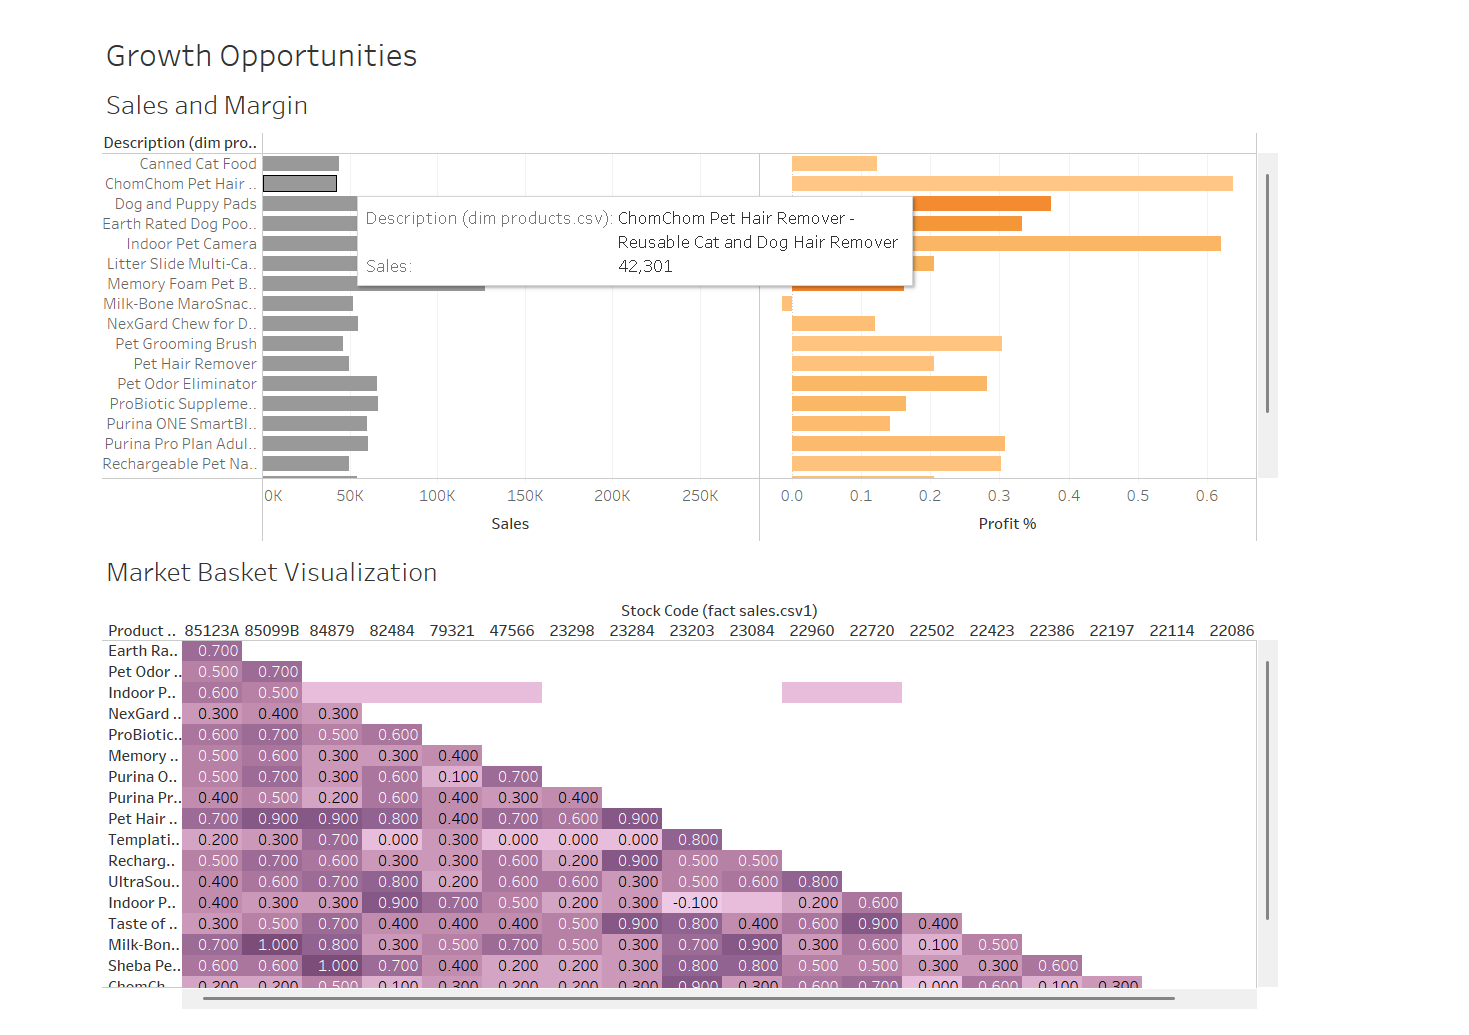 Growth Opportunities
Sales and Margin
Description (dim pro..
Canned Cat Food
ChomChom Pet Hair ..
Dog and Puppy Pads
Earth Rated Dog Poo..
Indoor Pet Camera
Litter Slide Multi-Ca..
Memory Foam Pet B..
Milk-Bone MaroSnac..
NexGard Chew for D..
Pet Grooming Brush
Pet Hair Remover
Pet Odor Eliminator
ProBiotic Suppleme..
Purina ONE SmartBl..
Purina Pro Plan Adul..
Rechargeable Pet Na..
Description (dim products.csv): ChomChom Pet Hair Remover -
Reusable Cat and Dog Hair Remover
Sales: 42,301
0K 50K 100K 150K 200K 250K 0.0 0.1 0.2 0.3 0.4 0.5 0.6
Sales Profit %
Market Basket Visualization
Stock Code (fact sales.csv1)
Product .. 85123A 85099B 84879 82484 79321 47566 23298 23284 23203 23084 22960 22720 22502 22423 22386 22197 22114 22086
Earth Ra.. 0.700
Pet Odor .. 0.500 0.700
Indoor P.. 0.600 0.500
NexGard .. 0.300 0.400 0.300
ProBiotic.. 0.600 0.700 0.500 0.600
Memory .. 0.500 0.600 0.300 0.300 0.400
Purina O.. 0.500 0.700 0.300 0.600 0.100 0.700
Purina Pr.. 0.400 0.500 0.200 0.600 0.400 0.300 0.400
Pet Hair .. 0.700 0.900 0.900 0.800 0.400 0.700 0.600 0.900
Templati.. 0.200 0.300 0.700 0.000 0.300 0.000 0.000 0.000 0.800
Recharg.. 0.500 0.700 0.600 0.300 0.300 0.600 0.200 0.900 0.500 0.500
UltraSou.. 0.400 0.600 0.700 0.800 0.200 0.600 0.600 0.300 0.500 0.600 0.800
Indoor P.. 0.400 0.300 0.300 0.900 0.700 0.500 0.200 0.300 -0.100 0.200 0.600
Taste of .. 0.300 0.500 0.700 0.400 0.400 0.400 0.500 0.900 0.800 0.400 0.600 0.900 0.400
Milk-Bon.. 0.700 1.000 0.800 0.300 0.500 0.700 0.500 0.300 0.700 0.900 0.300 0.600 0.100 0.500
Sheba Pe.. 0.600 0.600 1.000 0.700 0.400 0.200 0.200 0.300 0.800 0.800 0.500 0.500 0.300 0.300 0.600
ChomCh.. 0.200 0.200 0.500 0.100 0.300 0.200 0.200 0.300 0.900 0.300 0.600 0.700 0.000 0.600 0.100 0.300